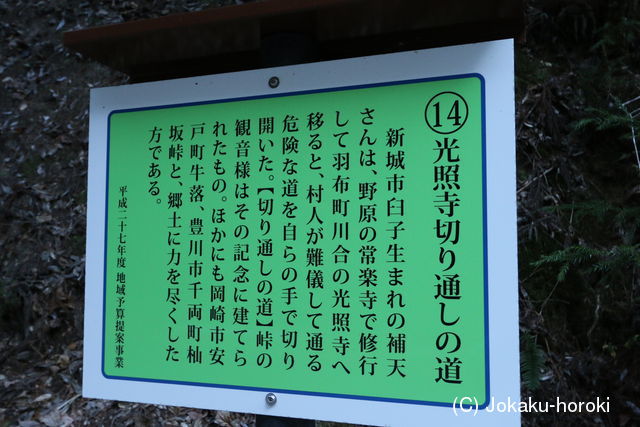 ⑭光照寺切り通しの道
新城市臼子生まれの補天
さんは、野原の常楽寺で修行
して羽布町川合の光照寺へ
移ると、村人が難儀して通る
危険な道を自らの手で切り
開いた。【切り通しの道】峠の
観音様はその記念に建てら
れたもの。ほかにも岡崎市安
戸町牛落、豊川市千両町杣
坂峠と、郷土に力を尽くした
方である。
平成二十七年度 地域予算提案事業
(C) Jokaku-horoki